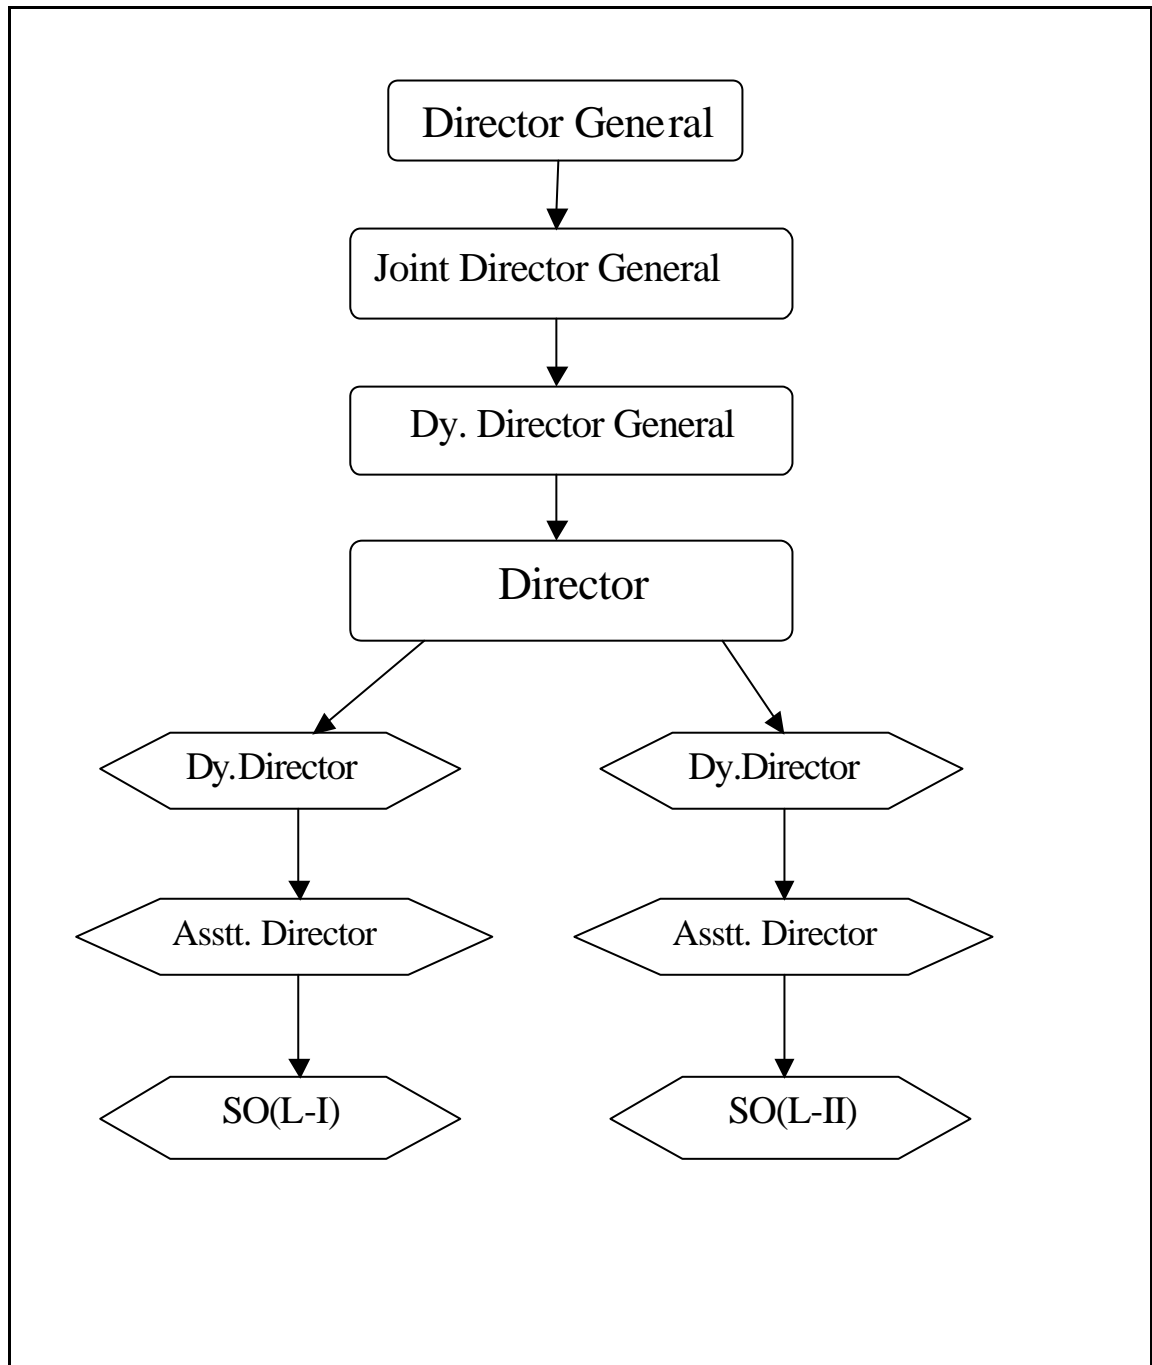 Director General
Joint Director General
Dy. Director General
Director
Dy.Director
Dy.Director
Asstt. Director
Asstt. Director
SO(L-I)
SO(L-II)